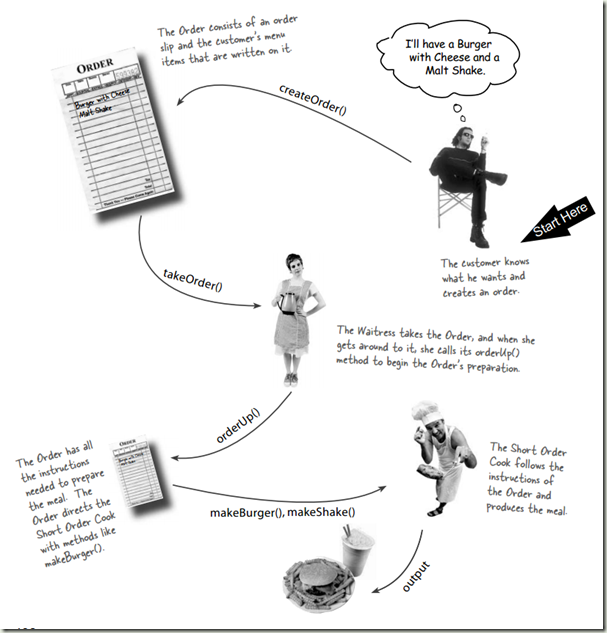 The Order consists of an order
slip and the customer's menu
items that are written on it.
I'll have a Burger
with Cheese and a
Malt Shake.
ORDER
Burger with Cheese
Malt Shake
createOrder()
Start Here
The customer knows
what he wants and
creates an order.
takeOrder()
The Waitress takes the Order, and when she
gets around to it, she calls its orderUp()
method to begin the Order's preparation.
orderUp()
The Order has all
the instructions
needed to prepare
the meal. The
Order directs the
Short Order Cook
with methods like
makeBurger().
ORDER
Burger with Cheese
Malt Shake
makeBurger(), makeShake()
The Short Order
Cook follows the
instructions of
the Order and
produces the meal.
output